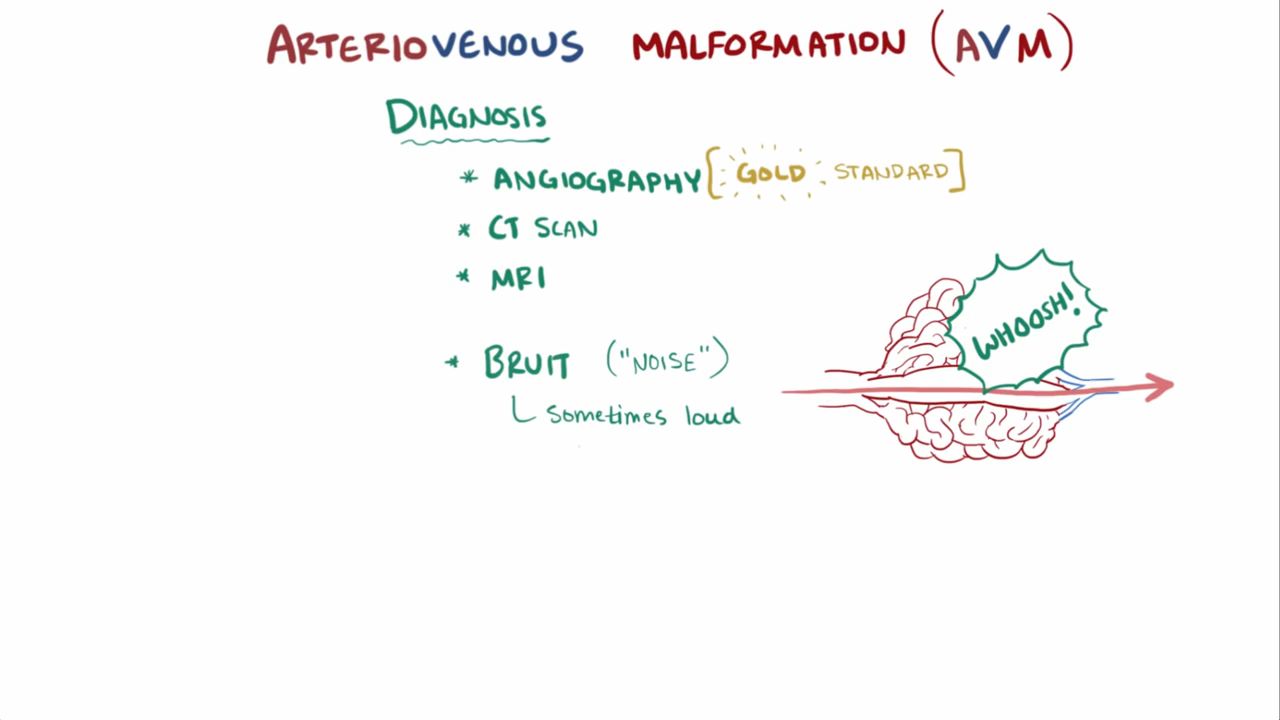 ARTERIOVENOUS MALFORMATION (AVM)
DIAGNOSIS
* ANGIOGRAPHY [GOLD STANDARD]
* CT SCAN
* MRI
WHOOSH!
* BRUIT ("NOISE")
sometimes loud